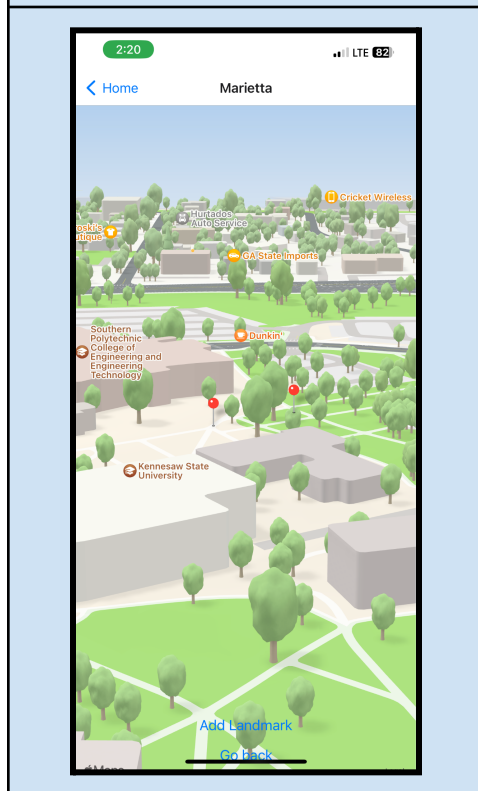 2:20
LTE 82
Home
Marietta
Cricket Wireless
Hurtados
Auto Service
GA State Imports
Dunkin'
Southern
Polytechnic
College of
Engineering and
Engineering
Technology
Kennesaw State
University
Add Landmark
Go back
Maps